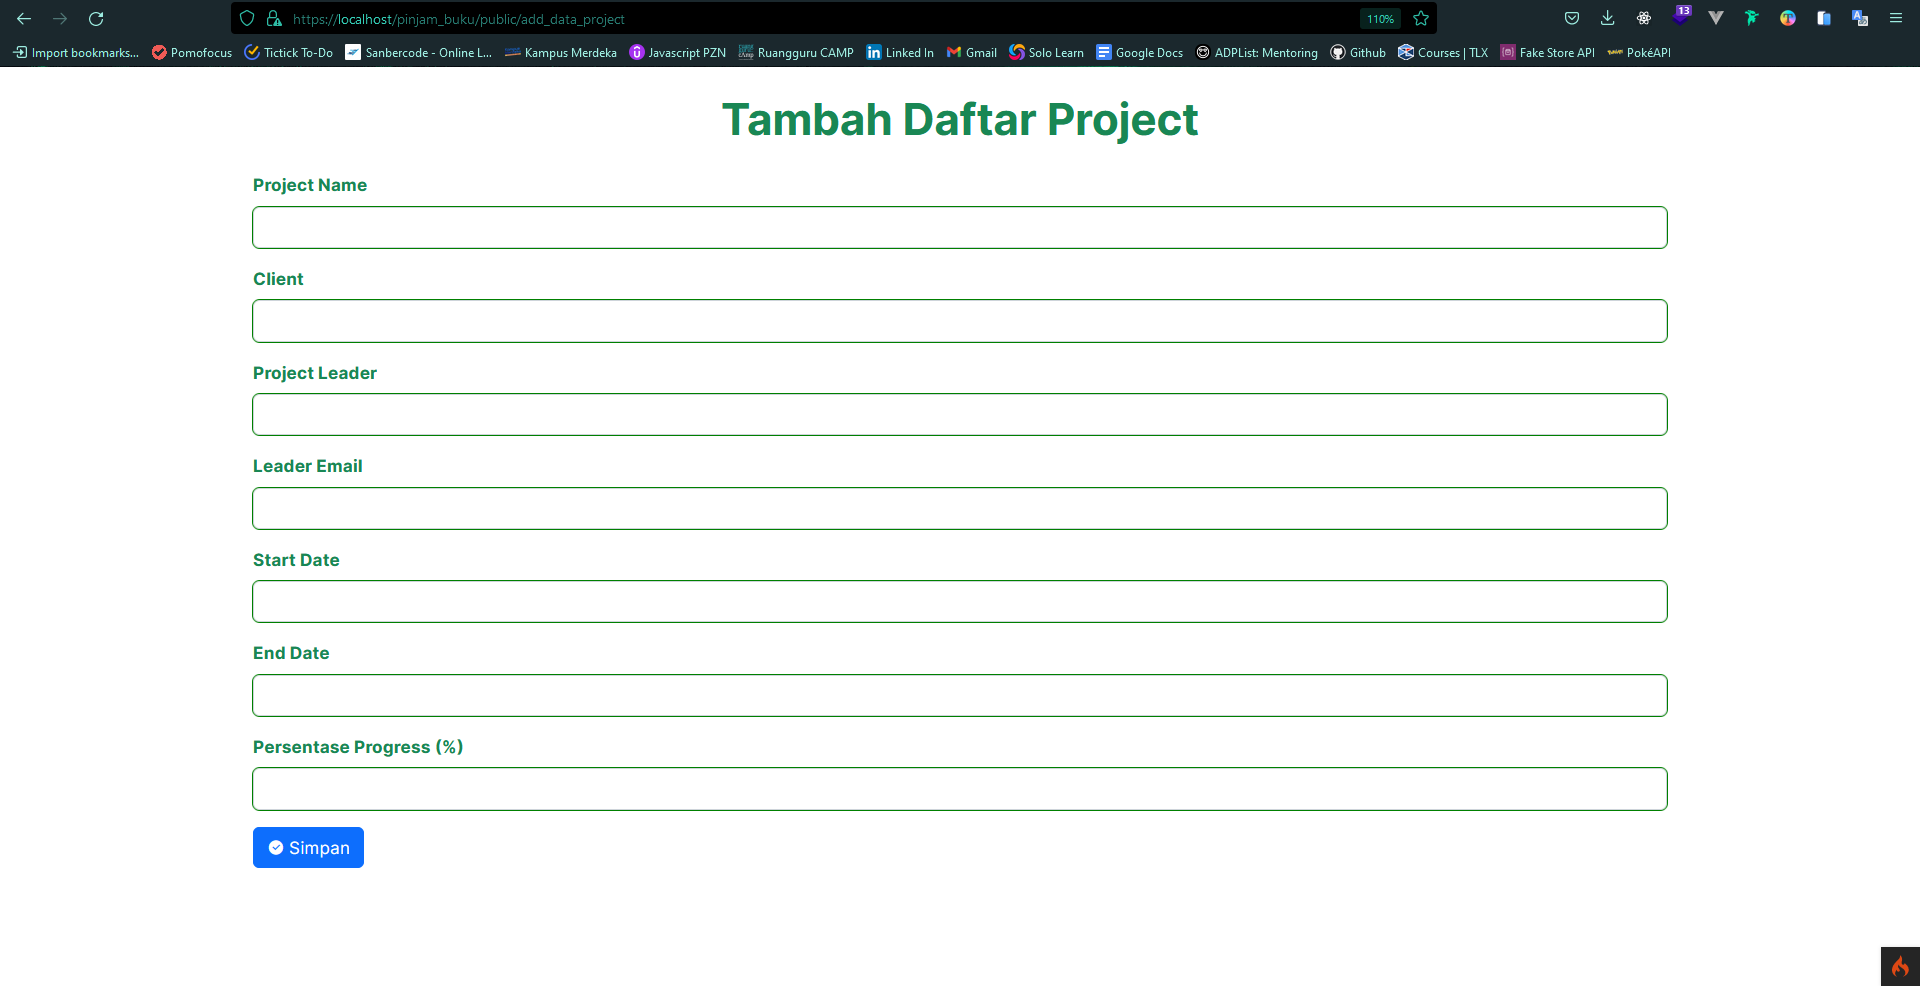 https://localhost/pinjam_buku/public/add_data_project 110% 13
Import bookmarks... Pomofocus Tictick To-Do Sanbercode - Online L... Kampus Merdeka Javascript PZN Ruangguru CAMP Linked In Gmail Solo Learn Google Docs ADPList: Mentoring Github Courses | TLX Fake Store API PokéAPI
Tambah Daftar Project
Project Name
Client
Project Leader
Leader Email
Start Date
End Date
Persentase Progress (%)
Simpan